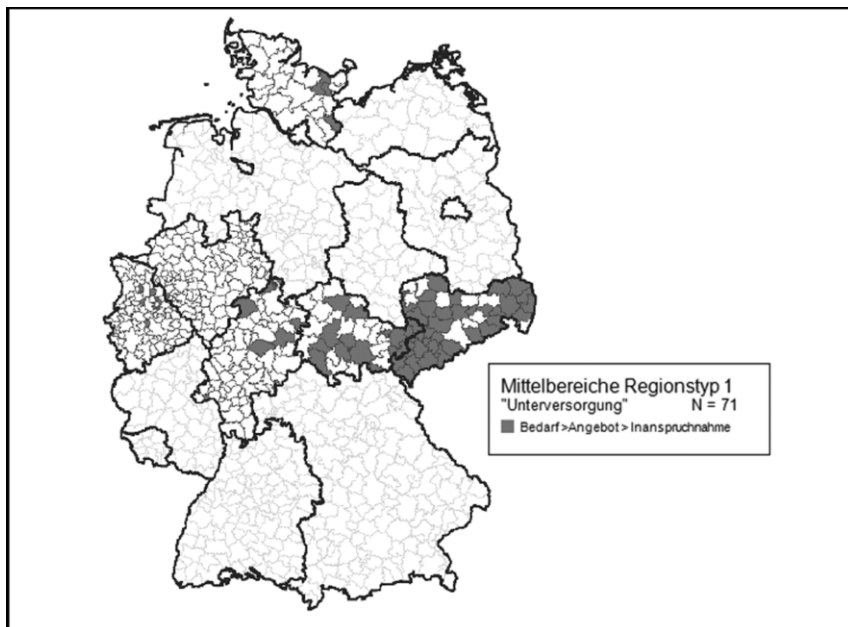 Mittelbereiche Regionstyp 1
"Unterversorgung" N = 71
Bedarf>Angebot>Inanspruchnahme